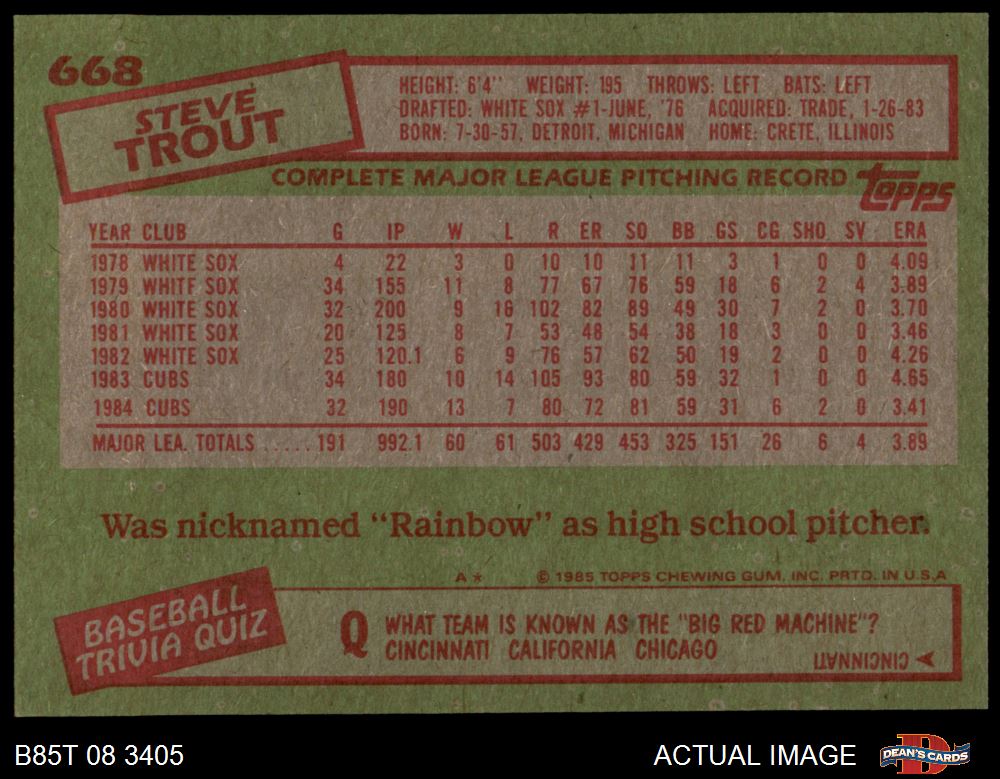 668
STEVE
TROUT
HEIGHT: 6'4'' WEIGHT: 195 THROWS: LEFT BATS: LEFT
DRAFTED: WHITE SOX #1-JUNE, '76 ACQUIRED: TRADE, 1-26-83
BORN: 7-30-57, DETROIT, MICHIGAN HOME: CRETE, ILLINOIS
COMPLETE MAJOR LEAGUE PITCHING RECORD
TOPPS
YEAR CLUB G IP W L R ER SO BB GS CG SHO SV ERA
1978 WHITE SOX 4 22 3 0 10 10 11 11 3 1 0 0 4.09
1979 WHITE SOX 34 155 11 8 77 67 76 59 18 6 2 4 3.89
1980 WHITE SOX 32 200 9 16 102 82 89 49 30 7 2 0 3.70
1981 WHITE SOX 20 125 8 7 53 48 54 38 18 3 0 0 3.46
1982 WHITE SOX 25 120.1 6 9 76 57 62 50 19 2 0 0 4.26
1983 CUBS 34 180 10 14 105 93 80 59 32 1 0 0 4.65
1984 CUBS 32 190 13 7 80 72 81 59 31 6 2 0 3.41
MAJOR LEA. TOTALS ..... 191 992.1 60 61 503 429 453 325 151 26 6 4 3.89
Was nicknamed "Rainbow" as high school pitcher.
A* © 1985 TOPPS CHEWING GUM, INC. PRTD. IN U.S.A
BASEBALL
TRIVIA QUIZ
Q WHAT TEAM IS KNOWN AS THE "BIG RED MACHINE"?
CINCINNATI CALIFORNIA CHICAGO
CINCINNATI
B85T 08 3405
ACTUAL IMAGE
D
DEAN'S CARDS